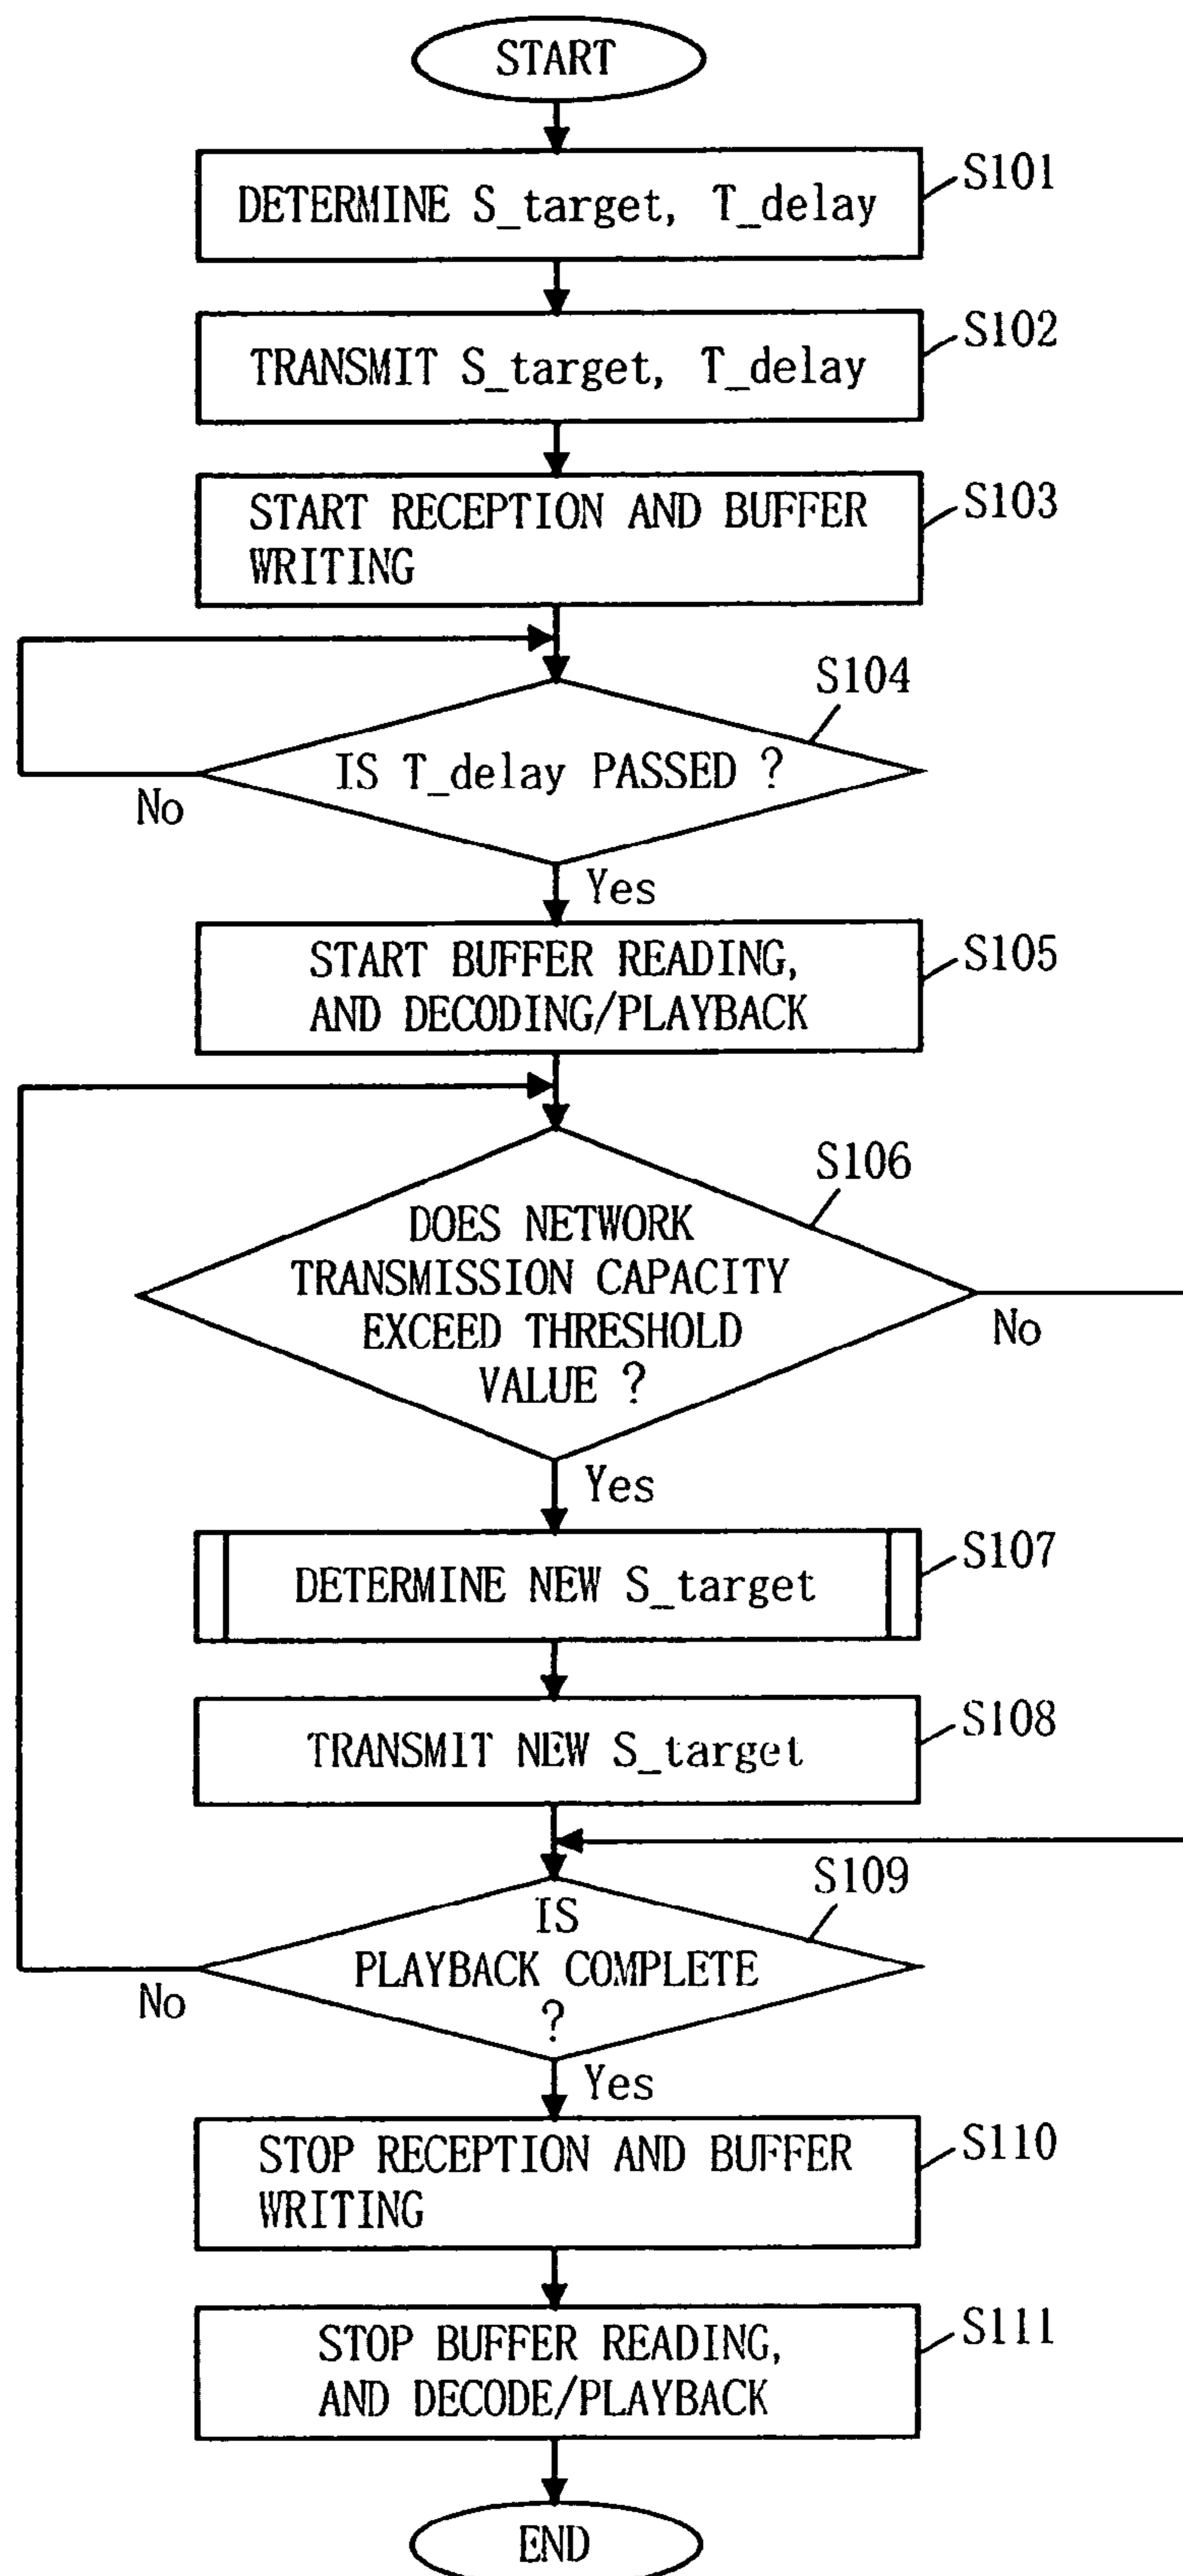 START
DETERMINE S_target, T_delay
S101
TRANSMIT S_target, T_delay
S102
START RECEPTION AND BUFFER
WRITING
S103
S104
IS T_delay PASSED ?
No
Yes
START BUFFER READING,
AND DECODING/PLAYBACK
S105
S106
DOES NETWORK
TRANSMISSION CAPACITY
EXCEED THRESHOLD
VALUE ?
No
Yes
DETERMINE NEW S_target
S107
TRANSMIT NEW S_target
S108
S109
IS
PLAYBACK COMPLETE
?
No
Yes
STOP RECEPTION AND BUFFER
WRITING
S110
STOP BUFFER READING,
AND DECODE/PLAYBACK
S111
END